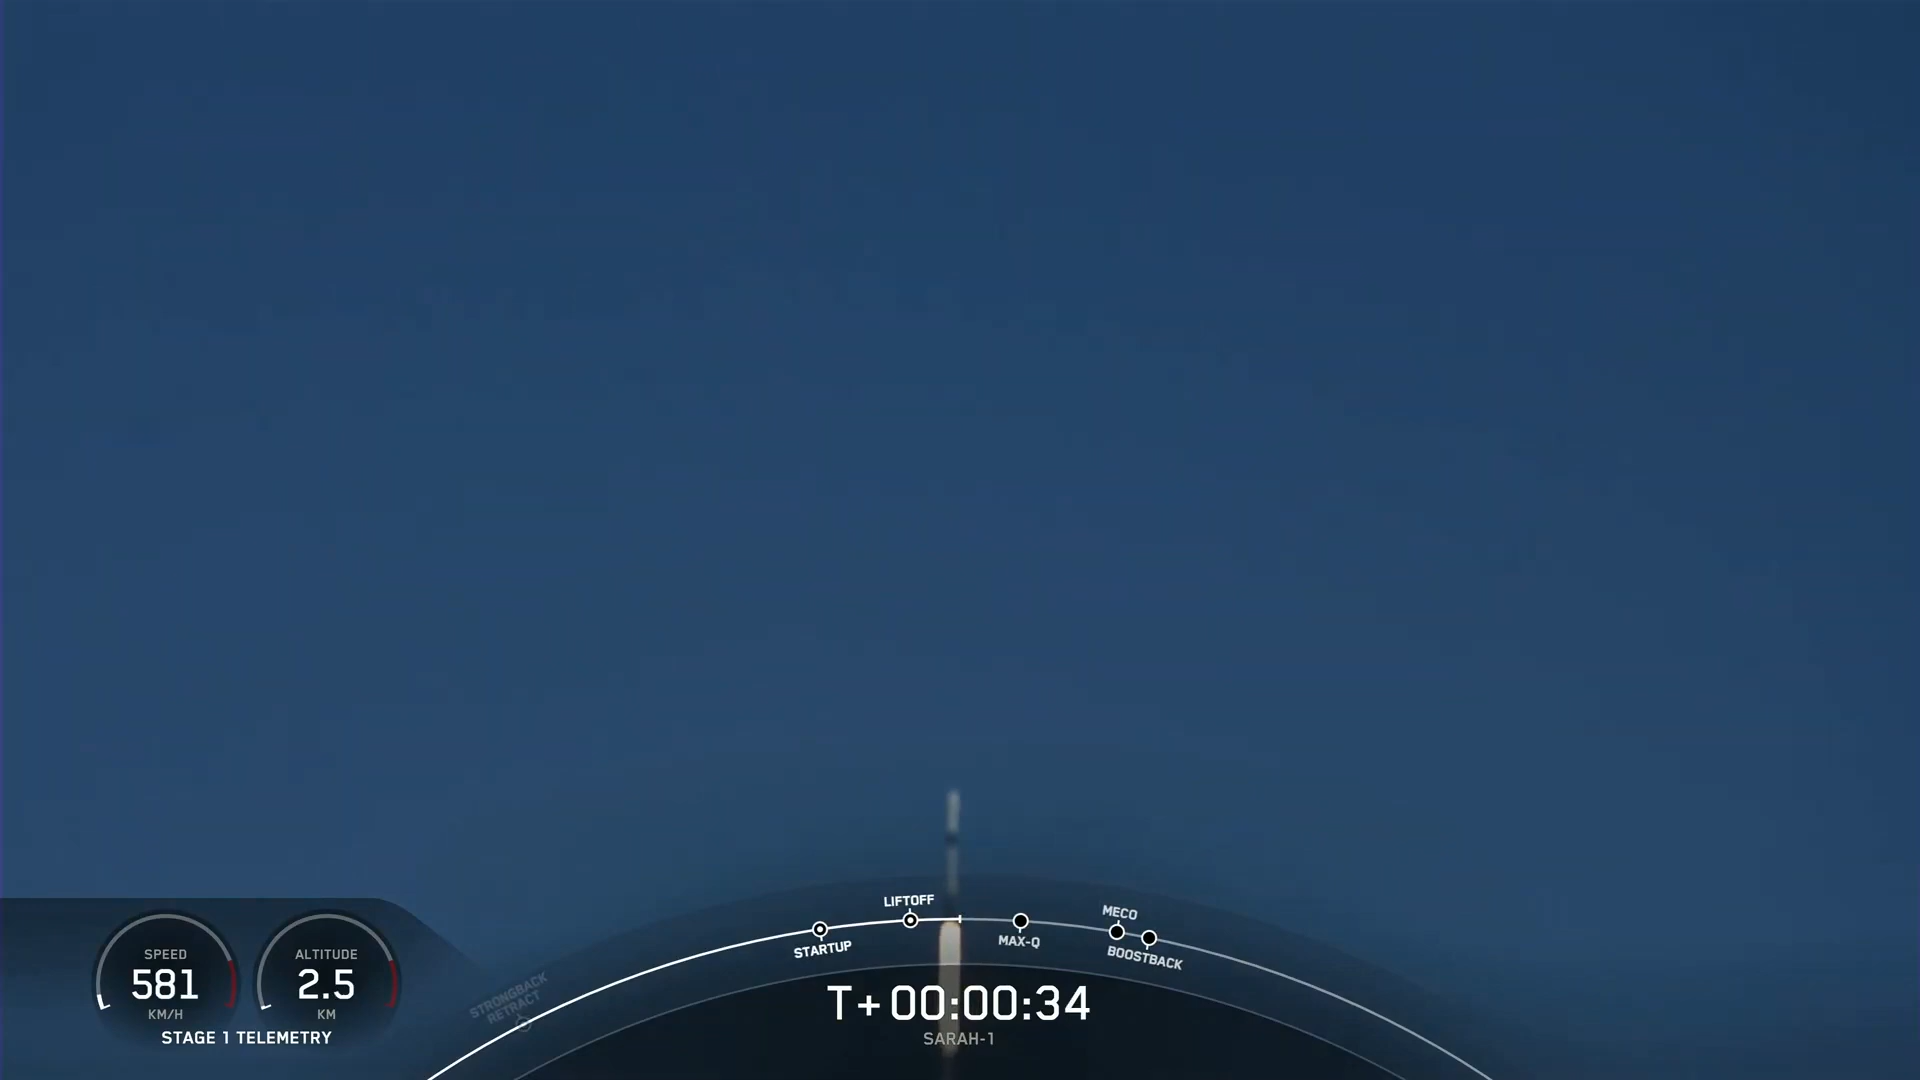 LIFTOFF
MECO
STARTUP
MAX-Q
BOOSTBACK
SPEED
581
KM/H
ALTITUDE
2.5
KM
STAGE 1 TELEMETRY
STRONGBACK
RETRACT
T+00:00:34
SARAH-1